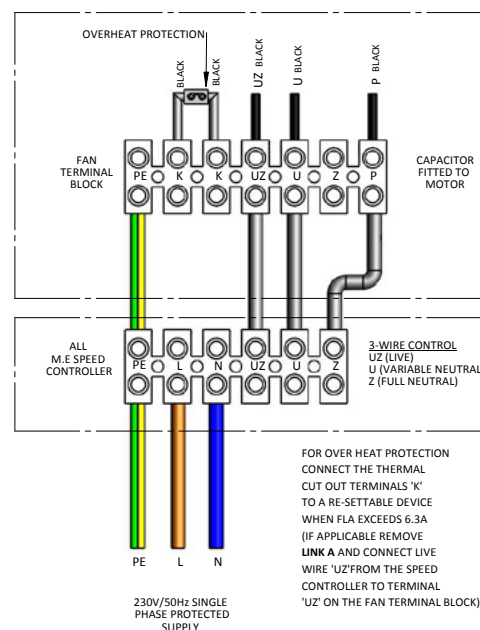 OVERHEAT PROTECTION
BLACK
BLACK
UZ BLACK
U BLACK
P BLACK
FAN
TERMINAL
BLOCK
PE K K UZ U Z P
CAPACITOR
FITTED TO
MOTOR
ALL
M.E SPEED
CONTROLLER
PE L N UZ U Z
3-WIRE CONTROL
UZ (LIVE)
U (VARIABLE NEUTRAL
Z (FULL NEUTRAL)
PE L N
230V/50Hz SINGLE
PHASE PROTECTED
SUPPLY
FOR OVER HEAT PROTECTION
CONNECT THE THERMAL
CUT OUT TERMINALS 'K'
TO A RE-SETTABLE DEVICE
WHEN FLA EXCEEDS 6.3A
(IF APPLICABLE REMOVE
LINK A AND CONNECT LIVE
WIRE 'UZ'FROM THE SPEED
CONTROLLER TO TERMINAL
'UZ' ON THE FAN TERMINAL BLOCK)